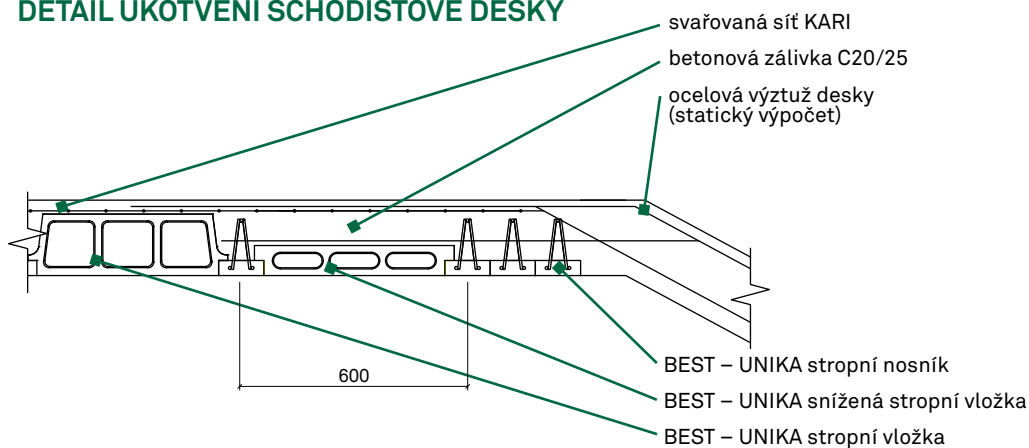 DETAIL UKOTVENÍ SCHODIŠŤOVÉ DESKY
svařovaná síť KARI
betonová zálivka C20/25
ocelová výztuž desky
(statický výpočet)
600
BEST – UNIKA stropní nosník
BEST – UNIKA snížená stropní vložka
BEST – UNIKA stropní vložka